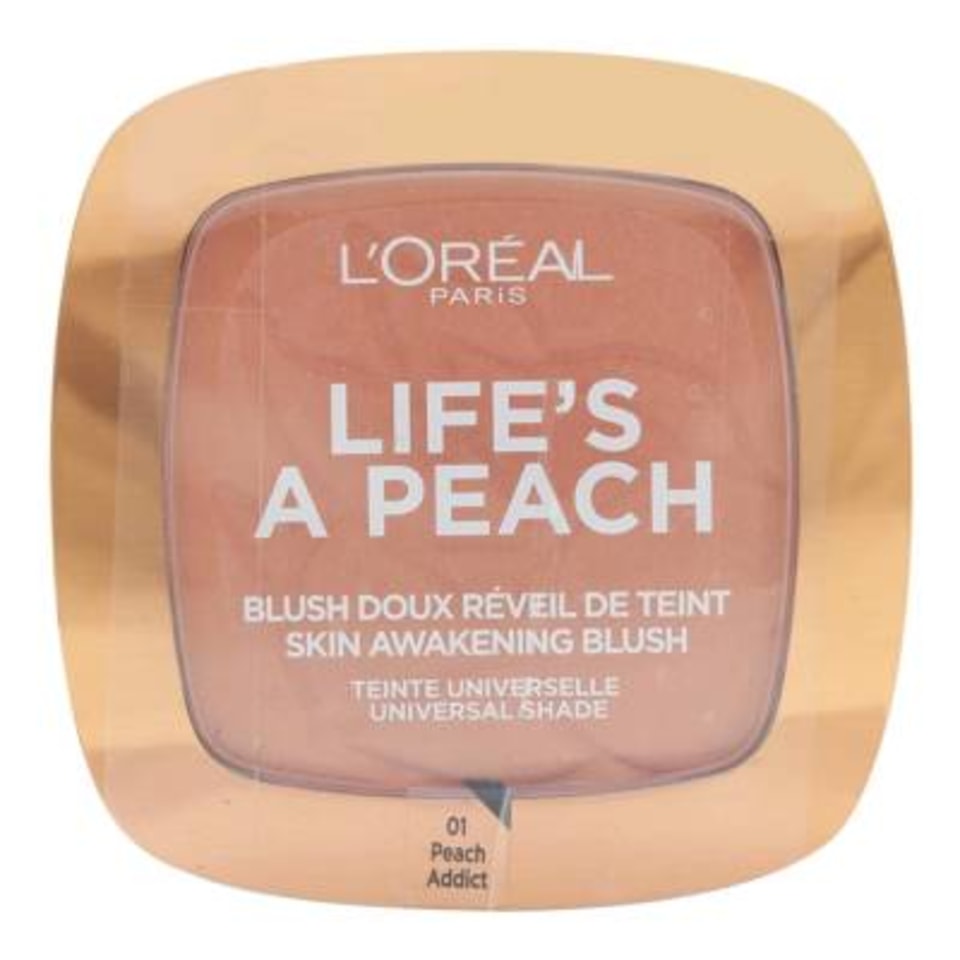 L'ORÉAL
PARIS
LIFE'S
A PEACH
BLUSH DOUX RÉVEIL DE TEINT
SKIN AWAKENING BLUSH
TEINTE UNIVERSELLE
UNIVERSAL SHADE
01
Peach
Addict